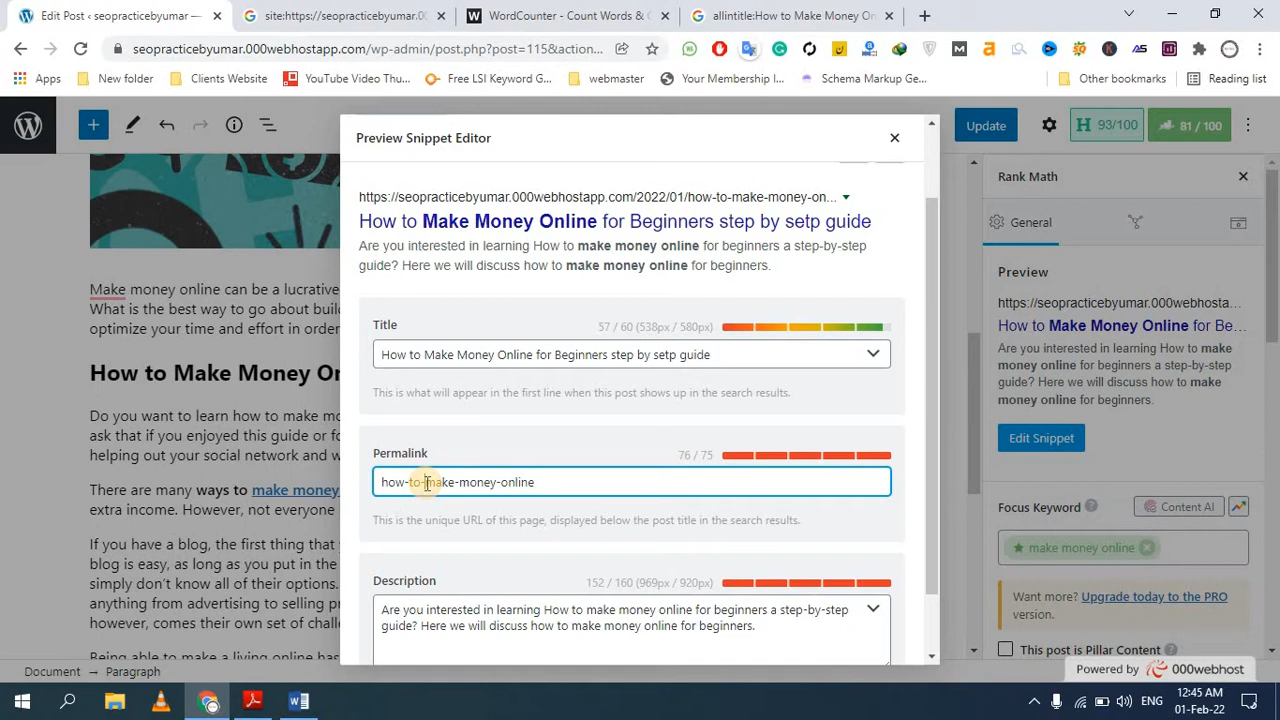 Edit Post ‹ seopracticebyumar —
site:https://seopracticebyumar.000
WordCounter - Count Words & C
allintitle:How to Make Money On
seopracticebyumar.000webhostapp.com/wp-admin/post.php?post=115&action...
Apps
New folder
Clients Website
YouTube Video Thu...
Free LSI Keyword G...
webmaster
Your Membership I...
Schema Markup Ge...
Other bookmarks
Reading list
Update
H 93/100
81 / 100
Preview Snippet Editor
https://seopracticebyumar.000webhostapp.com/2022/01/how-to-make-money-on...
How to Make Money Online for Beginners step by setp guide
Are you interested in learning How to make money online for beginners a step-by-step
guide? Here we will discuss how to make money online for beginners.
Title
57 / 60 (538px / 580px)
How to Make Money Online for Beginners step by setp guide
This is what will appear in the first line when this post shows up in the search results.
Permalink
76 / 75
how-to-make-money-online
This is the unique URL of this page, displayed below the post title in the search results.
Description
152 / 160 (969px / 920px)
Are you interested in learning How to make money online for beginners a step-by-step
guide? Here we will discuss how to make money online for beginners.
Make money online can be a lucrative
What is the best way to go about buil
optimize your time and effort in order
How to Make Money On
Do you want to learn how to make mo
ask that if you enjoyed this guide or fo
helping out your social network and w
There are many ways to make money
extra income. However, not everyone
If you have a blog, the first thing that
blog is easy, as long as you put in the
simply don't know all of their options.
anything from advertising to selling pr
however, comes their own set of challe
Being able to make a living online has
Rank Math
General
Preview
https://seopracticebyumar.000websta...
How to Make Money Online for Be...
Are you interested in learning How to make
money online for beginners a step-by-step
guide? Here we will discuss how to make
money online for beginners.
Edit Snippet
Focus Keyword
Content AI
make money online
Want more? Upgrade today to the PRO
version.
This post is Pillar Content
Powered by 000webhost
Document → Paragraph
ENG
12:45 AM
01-Feb-22